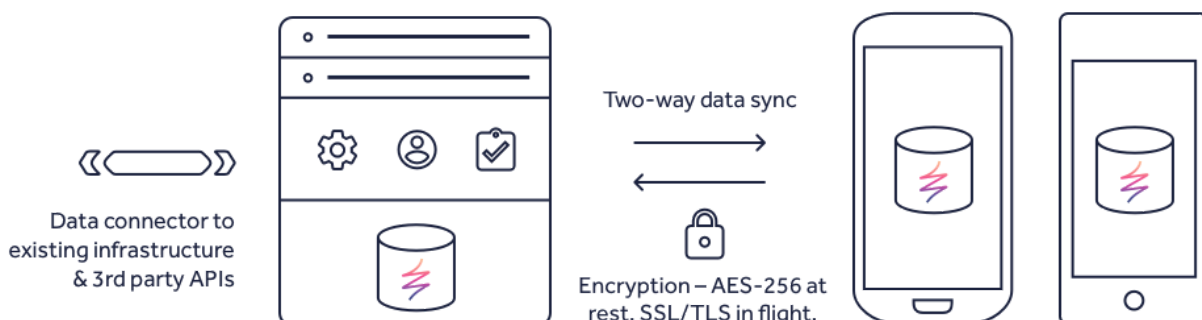 Data connector to
existing infrastructure
& 3rd party APIs
Two-way data sync
Encryption – AES-256 at
rest. SSL/TLS in flight.